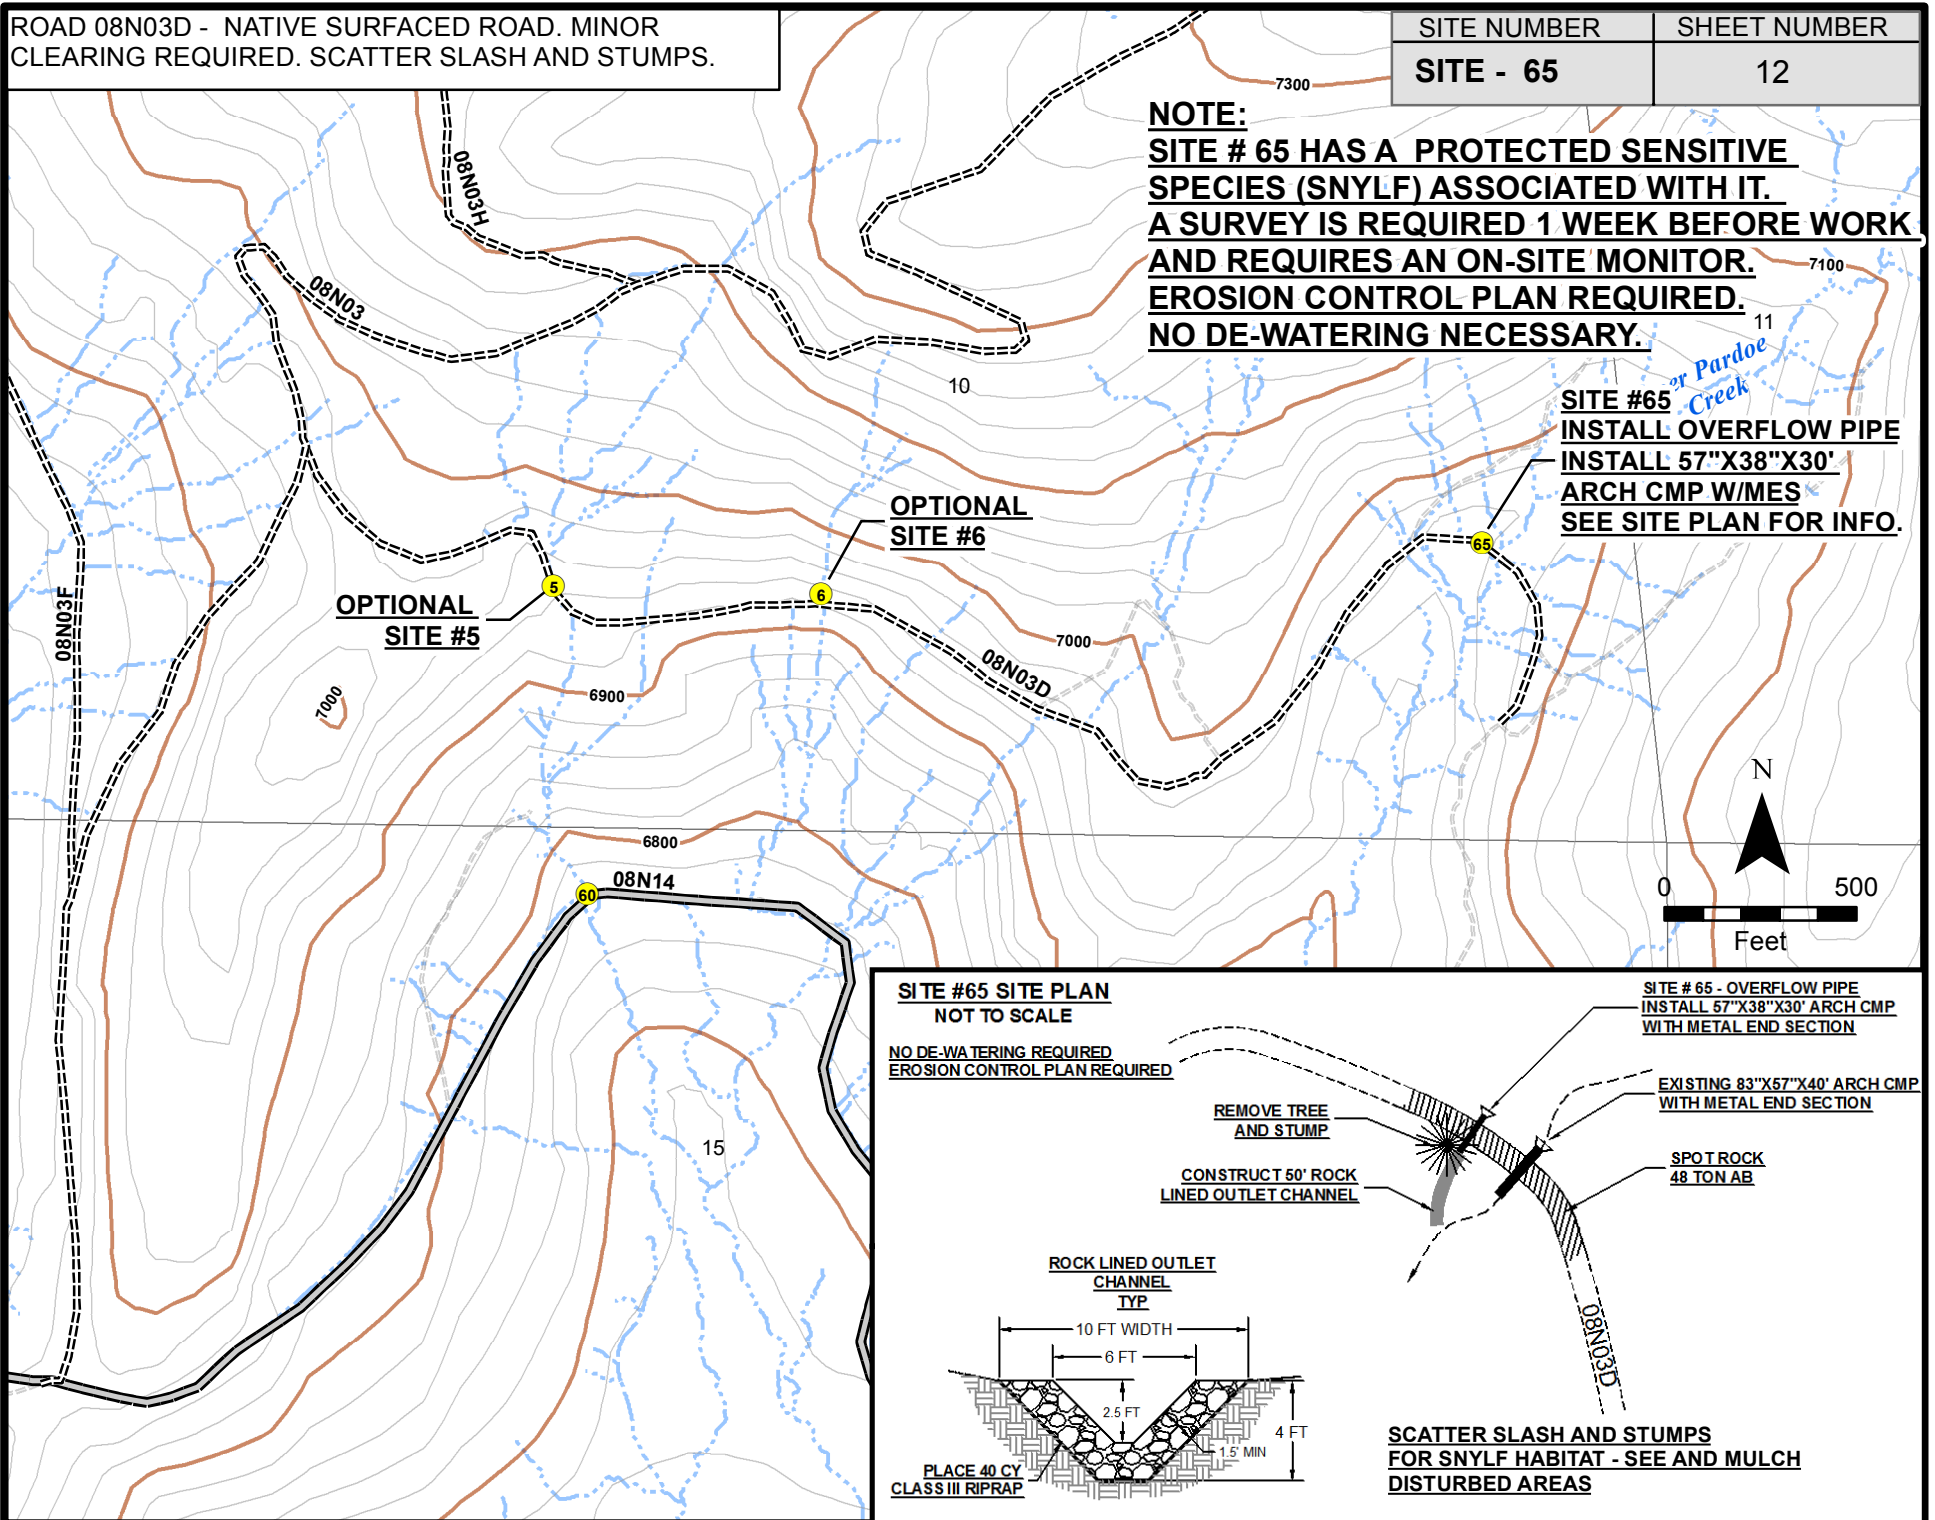 ROAD 08N03D - NATIVE SURFACED ROAD. MINOR
CLEARING REQUIRED. SCATTER SLASH AND STUMPS.
SITE NUMBER
SHEET NUMBER
SITE - 65
12
NOTE:
SITE # 65 HAS A PROTECTED SENSITIVE
SPECIES (SNYLF) ASSOCIATED WITH IT.
A SURVEY IS REQUIRED 1 WEEK BEFORE WORK
AND REQUIRES AN ON-SITE MONITOR.
EROSION CONTROL PLAN REQUIRED.
NO DE-WATERING NECESSARY.
7300
7100
08N03H
08N03
10
11
er Pardoe
Creek
SITE #65
INSTALL OVERFLOW PIPE
INSTALL 57"X38"X30'
ARCH CMP W/MES
SEE SITE PLAN FOR INFO.
OPTIONAL
SITE #6
65
5
6
OPTIONAL
SITE #5
08N03F
7000
7000
08N03D
6900
6800
60
08N14
15
N
0
500
Feet
SITE #65 SITE PLAN
NOT TO SCALE
NO DE-WATERING REQUIRED
EROSION CONTROL PLAN REQUIRED
SITE # 65 - OVERFLOW PIPE
INSTALL 57"X38"X30' ARCH CMP
WITH METAL END SECTION
EXISTING 83"X57"X40' ARCH CMP
WITH METAL END SECTION
REMOVE TREE
AND STUMP
CONSTRUCT 50' ROCK
LINED OUTLET CHANNEL
SPOT ROCK
48 TON AB
08N03D
ROCK LINED OUTLET
CHANNEL
TYP
10 FT WIDTH
6 FT
2.5 FT
4 FT
1.5' MIN
PLACE 40 CY
CLASS III RIPRAP
SCATTER SLASH AND STUMPS
FOR SNYLF HABITAT - SEE AND MULCH
DISTURBED AREAS